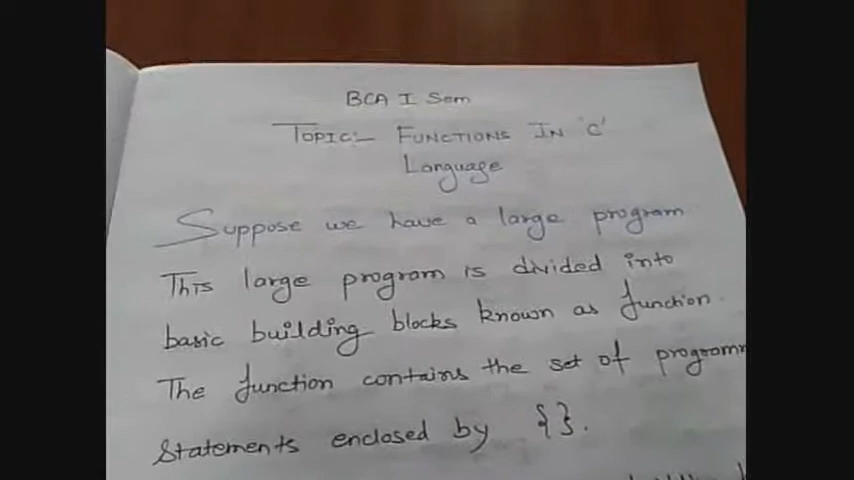 BCA I Sem
TOPIC:- FUNCTIONS IN 'C'
Language
Suppose we have a large program
This large program is divided into
basic building blocks known as function.
The function contains the set of programm
Statements enclosed by {}.